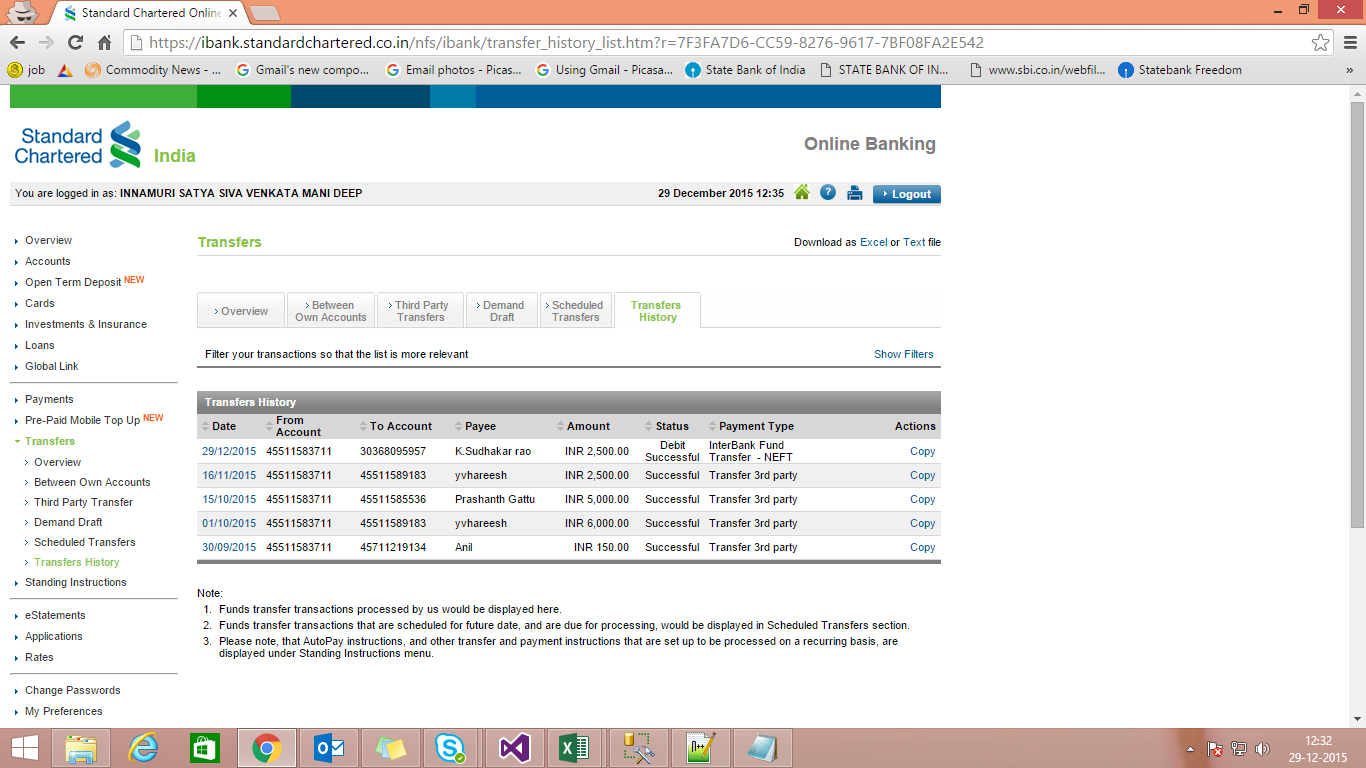 Standard Chartered Online
https://ibank.standardchartered.co.in/nfs/ibank/transfer_history_list.htm?r=7F3FA7D6-CC59-8276-9617-7BF08FA2E542
job
Commodity News - ...
Gmail's new compo...
Email photos - Picas...
Using Gmail - Picasa...
State Bank of India
STATE BANK OF IN...
www.sbi.co.in/webfil...
Statebank Freedom
»
Standard
Chartered
India
Online Banking
You are logged in as: INNAMURI SATYA SIVA VENKATA MANI DEEP
29 December 2015 12:35
?
Logout
Overview
Accounts
Open Term Deposit NEW
Cards
Investments & Insurance
Loans
Global Link
Payments
Pre-Paid Mobile Top Up NEW
Transfers
Overview
Between Own Accounts
Third Party Transfer
Demand Draft
Scheduled Transfers
Transfers History
Standing Instructions
eStatements
Applications
Rates
Change Passwords
My Preferences
Transfers
Download as Excel or Text file
Overview
Between
Own Accounts
Third Party
Transfers
Demand
Draft
Scheduled
Transfers
Transfers
History
Filter your transactions so that the list is more relevant
Show Filters
Transfers History
Date From Account To Account Payee Amount Status Payment Type Actions
29/12/2015 45511583711 30368095957 K.Sudhakar rao INR 2,500.00 Debit Successful InterBank Fund Transfer - NEFT Copy
16/11/2015 45511583711 45511589183 yvhareesh INR 2,500.00 Successful Transfer 3rd party Copy
15/10/2015 45511583711 45511585536 Prashanth Gattu INR 5,000.00 Successful Transfer 3rd party Copy
01/10/2015 45511583711 45511589183 yvhareesh INR 6,000.00 Successful Transfer 3rd party Copy
30/09/2015 45511583711 45711219134 Anil INR 150.00 Successful Transfer 3rd party Copy
Note:
1. Funds transfer transactions processed by us would be displayed here.
2. Funds transfer transactions that are scheduled for future date, and are due for processing, would be displayed in Scheduled Transfers section.
3. Please note, that AutoPay instructions, and other transfer and payment instructions that are set up to be processed on a recurring basis, are
displayed under Standing Instructions menu.
12:32
29-12-2015